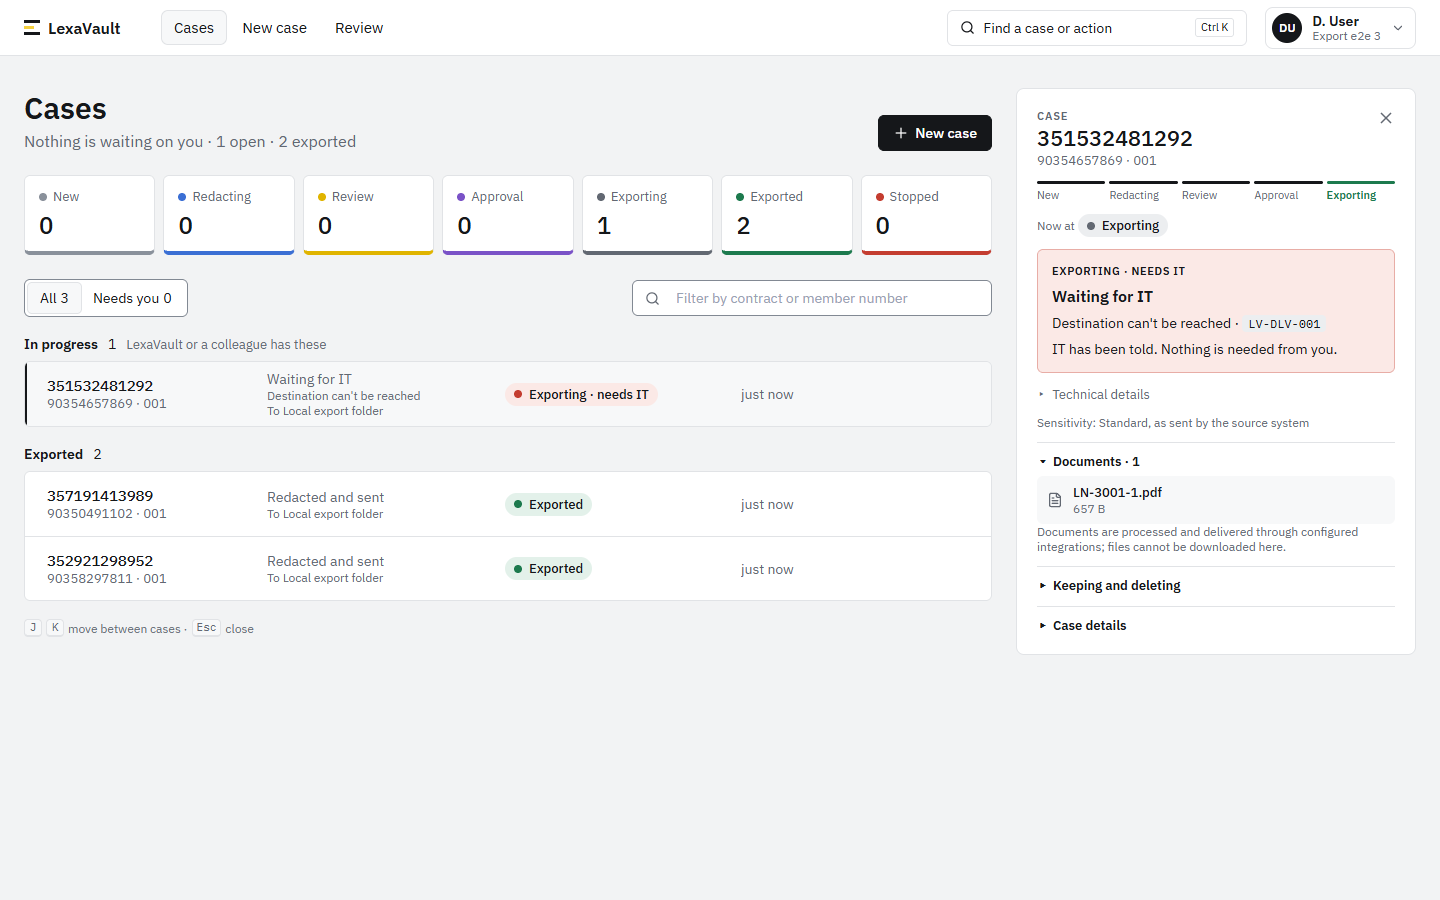 LexaVault
Cases
New case
Review
Find a case or action
Ctrl K
DU
D. User
Export e2e 3
Cases
Nothing is waiting on you · 1 open · 2 exported
New case
New
0
Redacting
0
Review
0
Approval
0
Exporting
1
Exported
2
Stopped
0
All 3
Needs you 0
Filter by contract or member number
In progress 1 LexaVault or a colleague has these
351532481292
90354657869 · 001
Waiting for IT
Destination can't be reached
To Local export folder
Exporting · needs IT
just now
Exported 2
357191413989
90350491102 · 001
Redacted and sent
To Local export folder
Exported
just now
352921298952
90358297811 · 001
Redacted and sent
To Local export folder
Exported
just now
J K move between cases · Esc close
CASE
351532481292
90354657869 · 001
New
Redacting
Review
Approval
Exporting
Now at Exporting
EXPORTING · NEEDS IT
Waiting for IT
Destination can't be reached · LV-DLV-001
IT has been told. Nothing is needed from you.
Technical details
Sensitivity: Standard, as sent by the source system
Documents · 1
LN-3001-1.pdf
657 B
Documents are processed and delivered through configured
integrations; files cannot be downloaded here.
Keeping and deleting
Case details